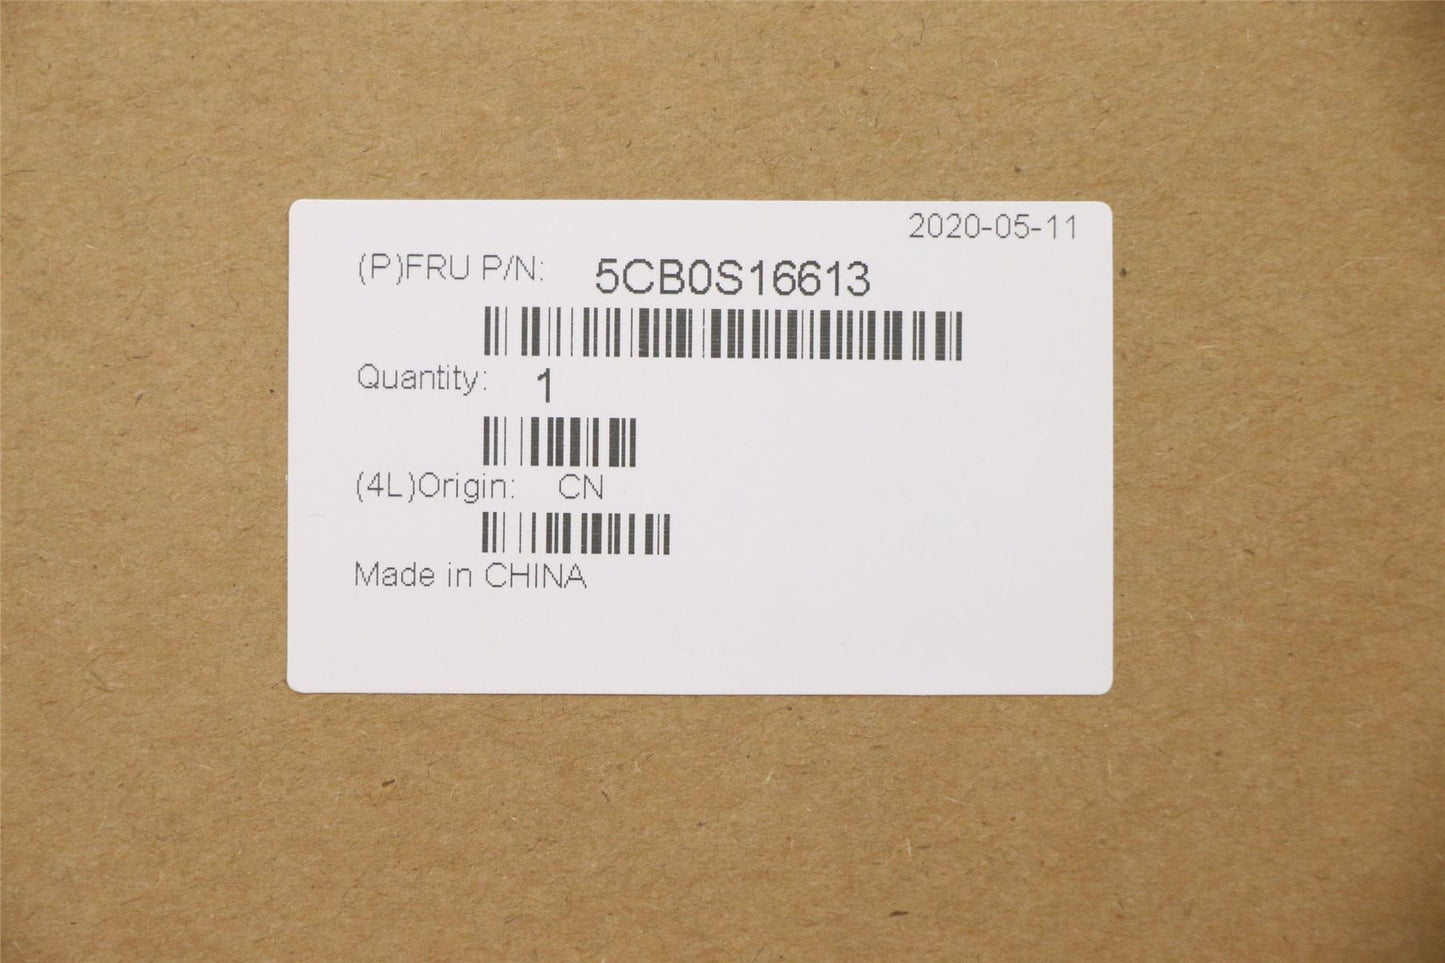 2020-05-11
(P)FRU P/N: 5CB0S16613
Quantity: 1
(4L)Origin: CN
Made in CHINA